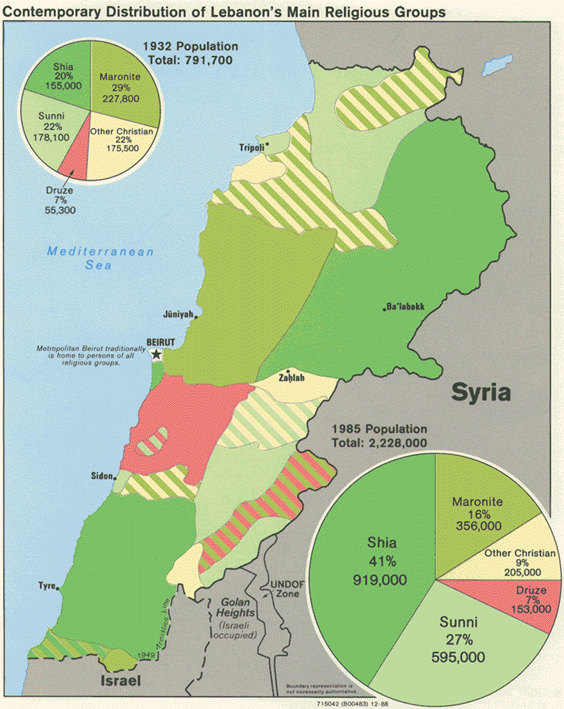 Contemporary Distribution of Lebanon's Main Religious Groups
1932 Population
Total: 791,700
Shia
20%
155,000
Maronite
29%
227,800
Sunni
22%
178,100
Other Christian
22%
175,500
Druze
7%
55,300
Tripoli
Mediterranean
Sea
Jūniyah
Ba'labakk
BEIRUT
Metropolitan Beirut traditionally
is home to persons of all
religious groups.
Zaḥlah
Syria
1985 Population
Total: 2,228,000
Sidon
Maronite
16%
356,000
Shia
41%
919,000
Other Christian
9%
205,000
Druze
7%
153,000
Sunni
27%
595,000
Tyre
UNDOF
Zone
Golan
Heights
(Israeli
occupied)
1949 Armistice Line
Israel
Boundary representation is
not necessarily authoritative.
715042 (B00483) 12-88